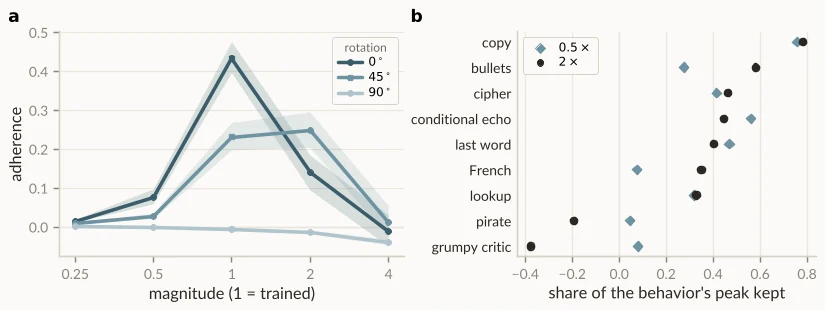 a
0.5
0.4
0.3
0.2
0.1
0.0
adherence
rotation
0°
45°
90°
0.25 0.5 1 2 4
magnitude (1 = trained)
b
0.5 ×
2 ×
copy
bullets
cipher
conditional echo
last word
French
lookup
pirate
grumpy critic
−0.4 −0.2 0.0 0.2 0.4 0.6 0.8
share of the behavior's peak kept